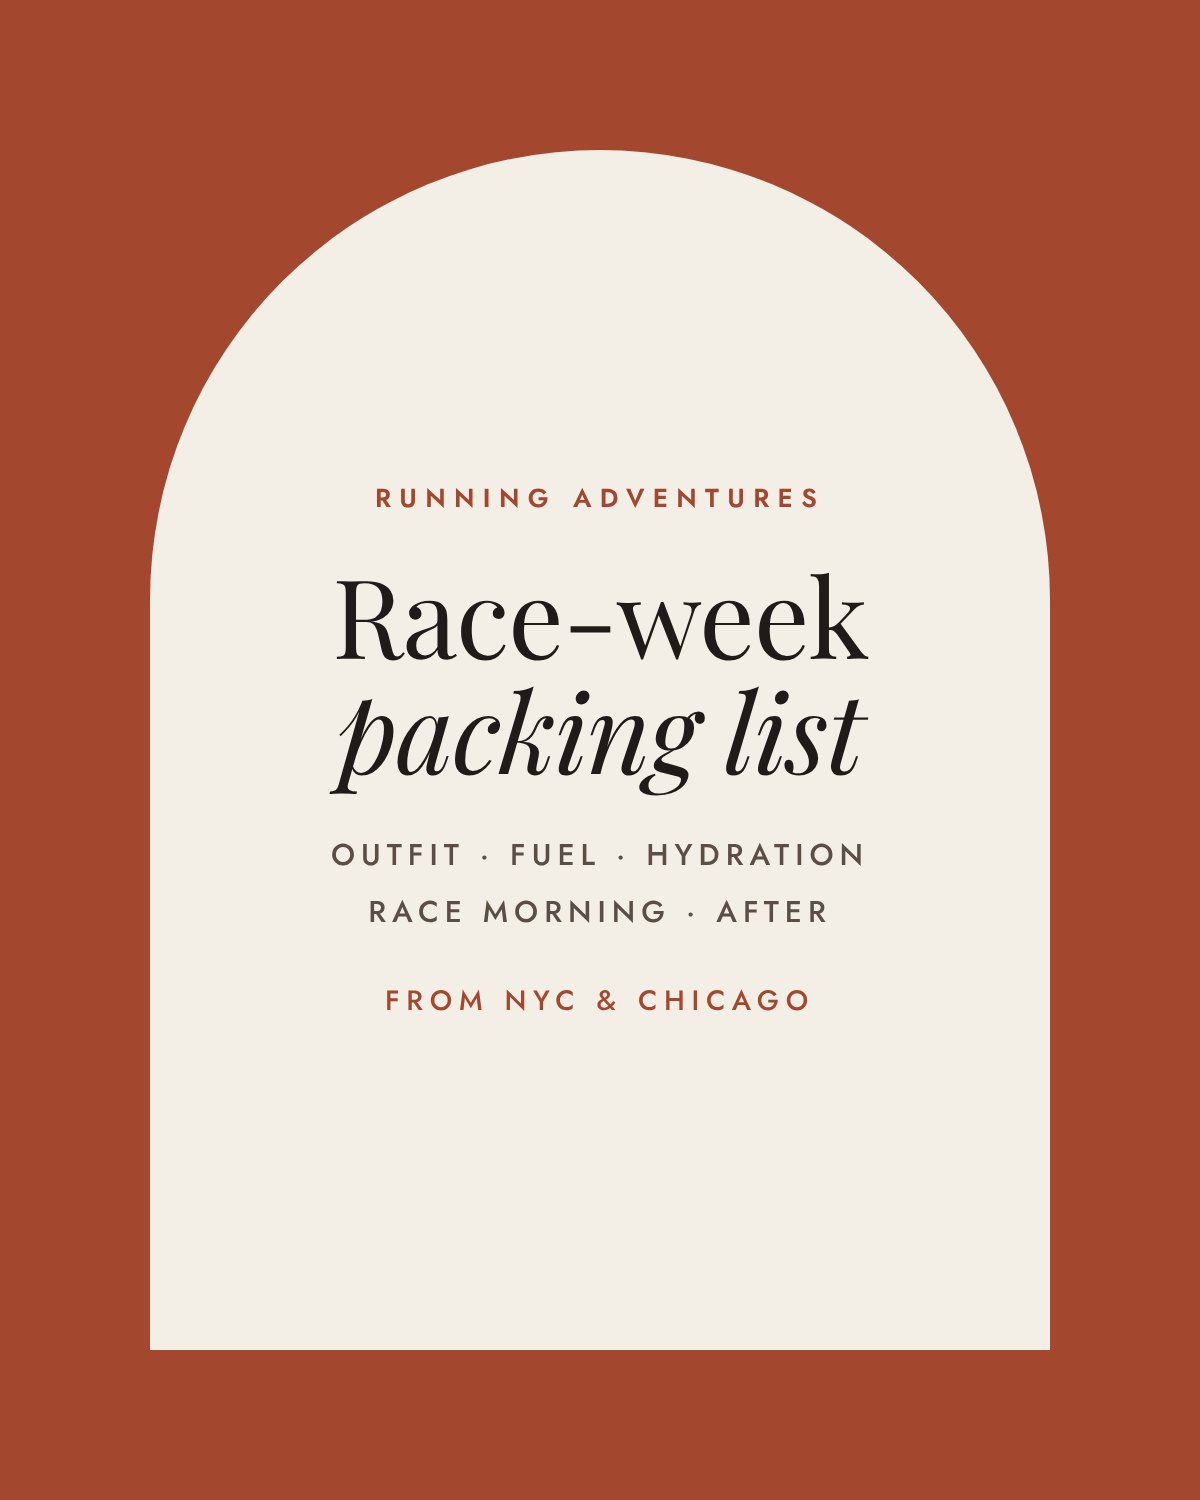 RUNNING ADVENTURES
Race-week
packing list
OUTFIT · FUEL · HYDRATION
RACE MORNING · AFTER
FROM NYC & CHICAGO